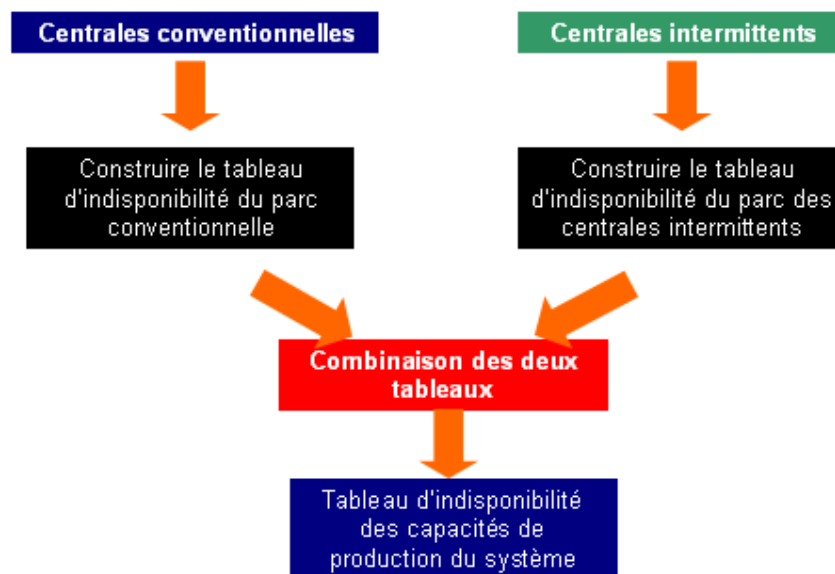 Centrales conventionnelles
Centrales intermittents
Construire le tableau
d'indisponibilité du parc
conventionnelle
Construire le tableau
d'indisponibilité du parc des
centrales intermittents
Combinaison des deux
tableaux
Tableau d'indisponibilité
des capacités de
production du système